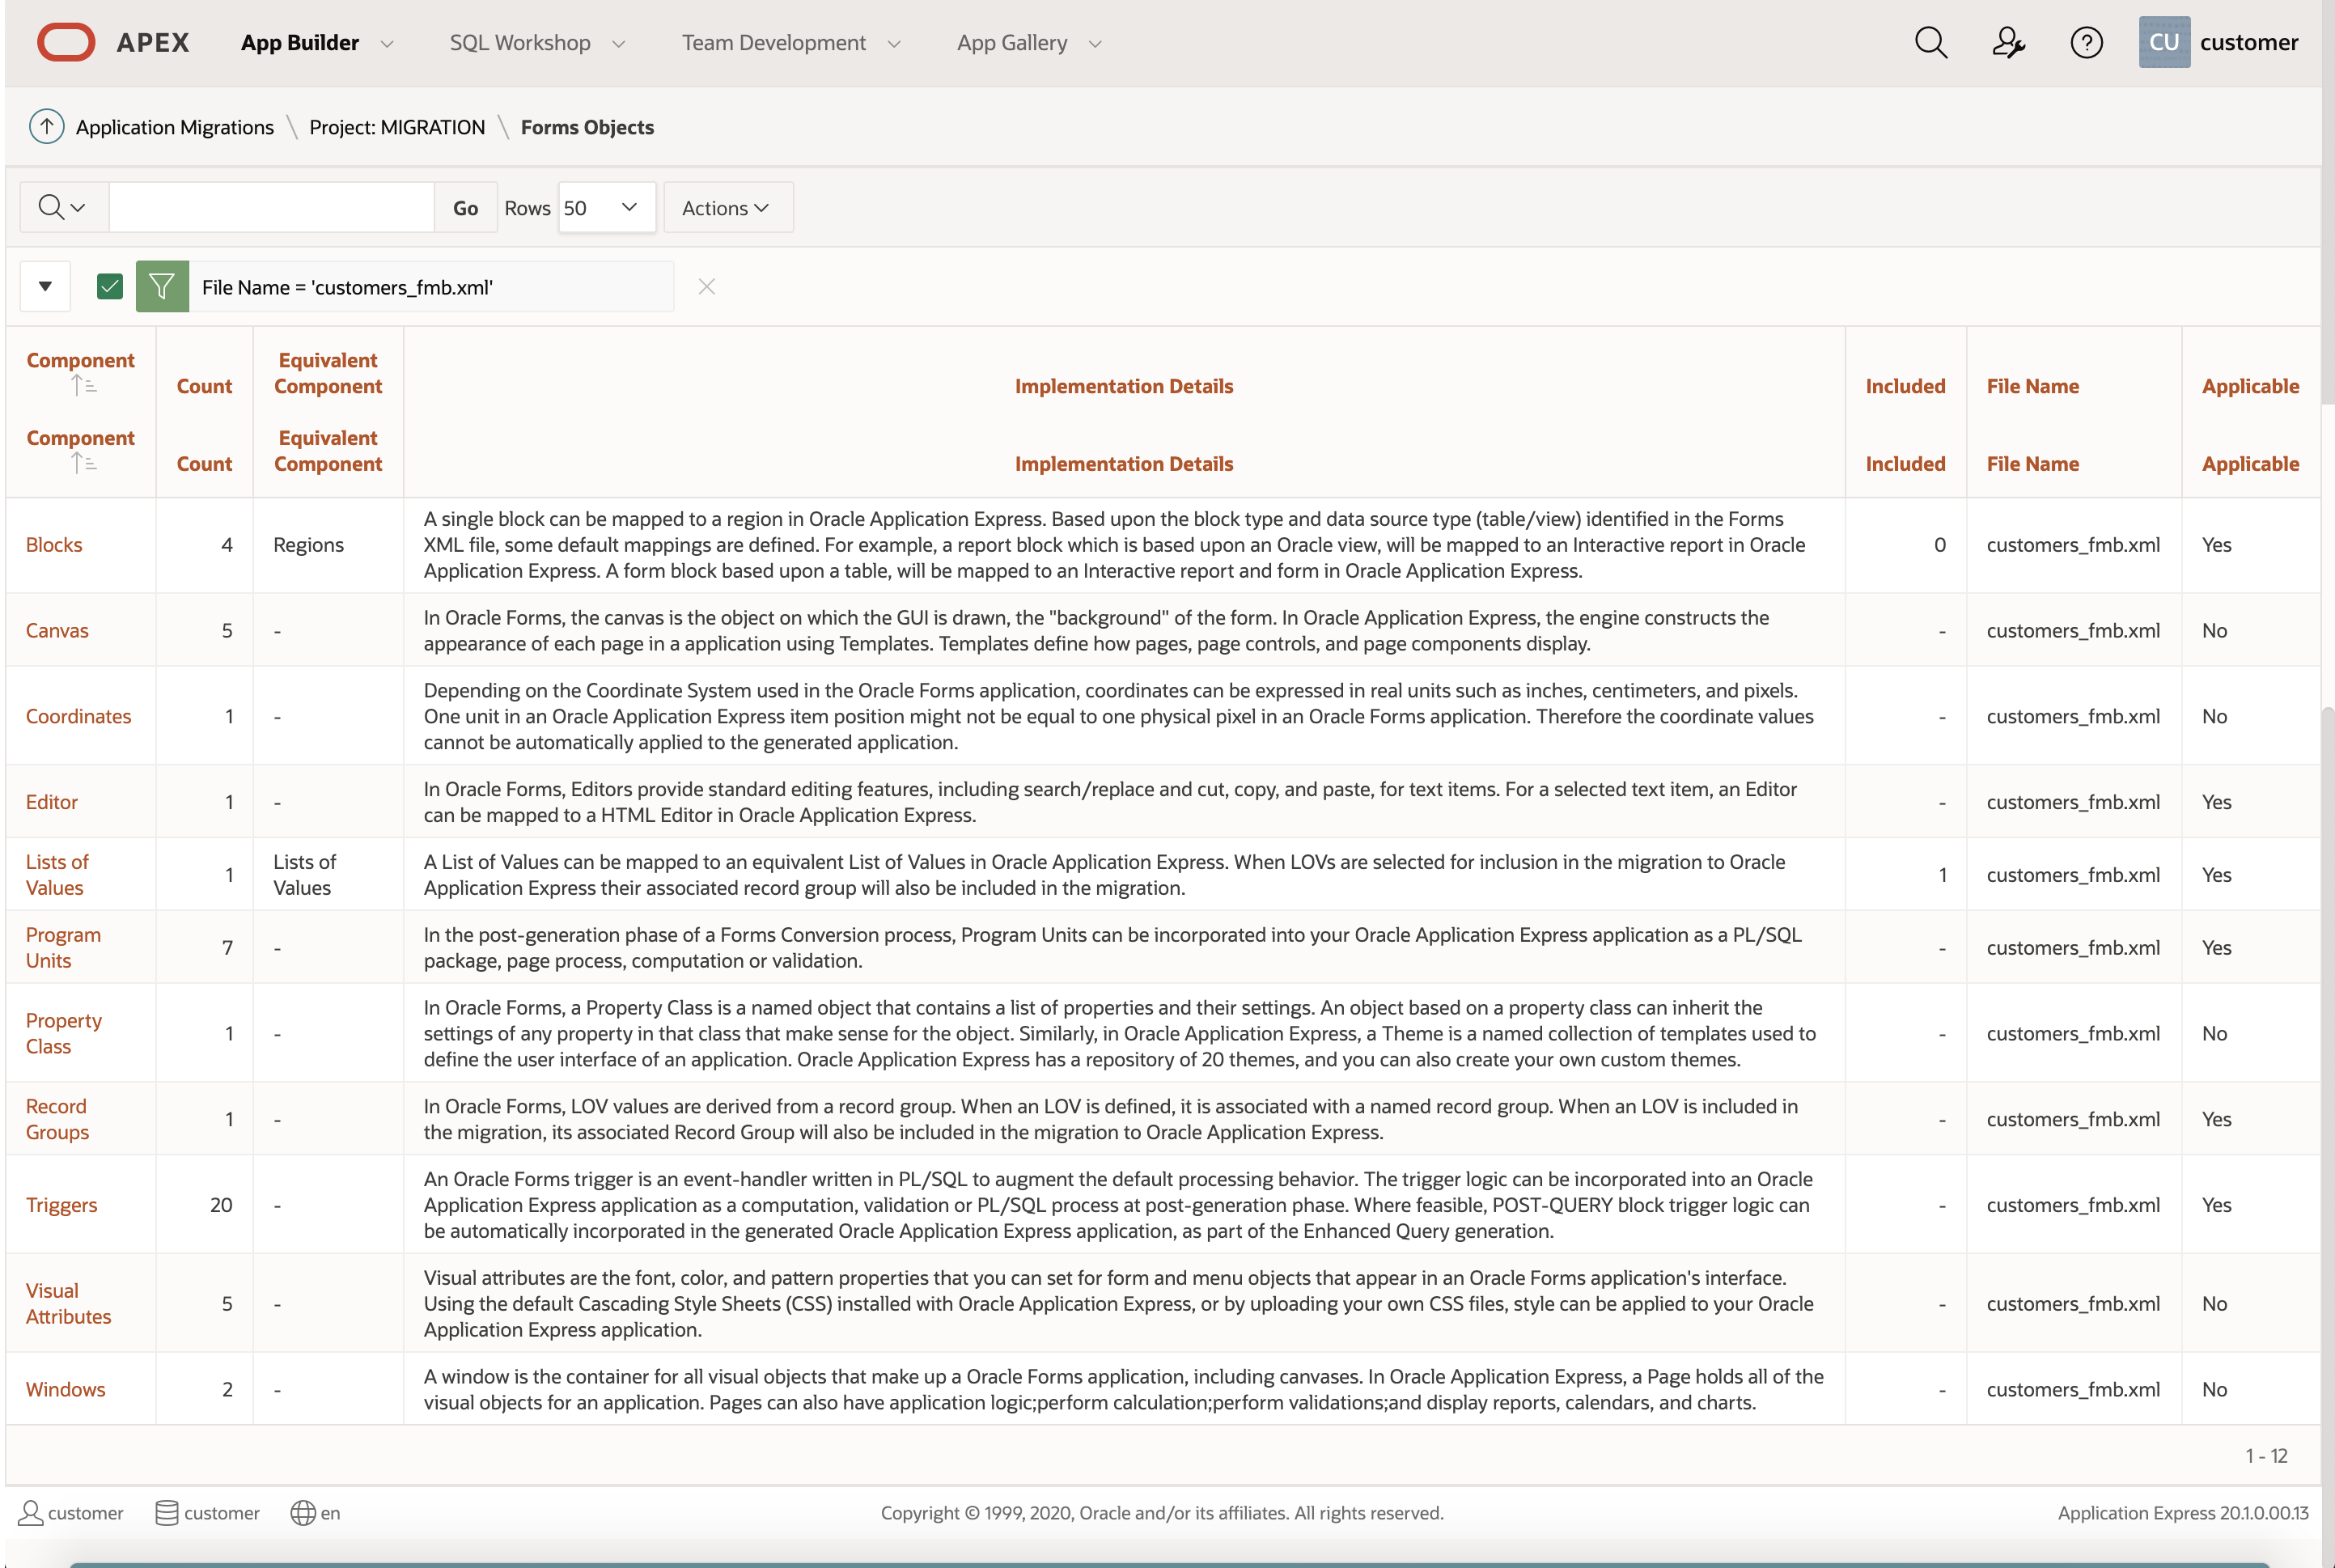 APEX App Builder SQL Workshop Team Development App Gallery CU customer
Application Migrations \ Project: MIGRATION \ Forms Objects
Go Rows 50 Actions
File Name = 'customers_fmb.xml'
Component Count Equivalent Component Implementation Details Included File Name Applicable
Component Count Equivalent Component Implementation Details Included File Name Applicable
Blocks 4 Regions
A single block can be mapped to a region in Oracle Application Express. Based upon the block type and data source type (table/view) identified in the Forms
XML file, some default mappings are defined. For example, a report block which is based upon an Oracle view, will be mapped to an Interactive report in Oracle
Application Express. A form block based upon a table, will be mapped to an Interactive report and form in Oracle Application Express.
0 customers_fmb.xml Yes
Canvas 5 -
In Oracle Forms, the canvas is the object on which the GUI is drawn, the "background" of the form. In Oracle Application Express, the engine constructs the
appearance of each page in a application using Templates. Templates define how pages, page controls, and page components display.
- customers_fmb.xml No
Coordinates 1 -
Depending on the Coordinate System used in the Oracle Forms application, coordinates can be expressed in real units such as inches, centimeters, and pixels.
One unit in an Oracle Application Express item position might not be equal to one physical pixel in an Oracle Forms application. Therefore the coordinate values
cannot be automatically applied to the generated application.
- customers_fmb.xml No
Editor 1 -
In Oracle Forms, Editors provide standard editing features, including search/replace and cut, copy, and paste, for text items. For a selected text item, an Editor
can be mapped to a HTML Editor in Oracle Application Express.
- customers_fmb.xml Yes
Lists of
Values
1
Lists of
Values
A List of Values can be mapped to an equivalent List of Values in Oracle Application Express. When LOVs are selected for inclusion in the migration to Oracle
Application Express their associated record group will also be included in the migration.
1 customers_fmb.xml Yes
Program
Units
7 -
In the post-generation phase of a Forms Conversion process, Program Units can be incorporated into your Oracle Application Express application as a PL/SQL
package, page process, computation or validation.
- customers_fmb.xml Yes
Property
Class
1 -
In Oracle Forms, a Property Class is a named object that contains a list of properties and their settings. An object based on a property class can inherit the
settings of any property in that class that make sense for the object. Similarly, in Oracle Application Express, a Theme is a named collection of templates used to
define the user interface of an application. Oracle Application Express has a repository of 20 themes, and you can also create your own custom themes.
- customers_fmb.xml No
Record
Groups
1 -
In Oracle Forms, LOV values are derived from a record group. When an LOV is defined, it is associated with a named record group. When an LOV is included in
the migration, its associated Record Group will also be included in the migration to Oracle Application Express.
- customers_fmb.xml Yes
Triggers 20 -
An Oracle Forms trigger is an event-handler written in PL/SQL to augment the default processing behavior. The trigger logic can be incorporated into an Oracle
Application Express application as a computation, validation or PL/SQL process at post-generation phase. Where feasible, POST-QUERY block trigger logic can
be automatically incorporated in the generated Oracle Application Express application, as part of the Enhanced Query generation.
- customers_fmb.xml Yes
Visual
Attributes
5 -
Visual attributes are the font, color, and pattern properties that you can set for form and menu objects that appear in an Oracle Forms application's interface.
Using the default Cascading Style Sheets (CSS) installed with Oracle Application Express, or by uploading your own CSS files, style can be applied to your Oracle
Application Express application.
- customers_fmb.xml No
Windows 2 -
A window is the container for all visual objects that make up a Oracle Forms application, including canvases. In Oracle Application Express, a Page holds all of the
visual objects for an application. Pages can also have application logic;perform calculation;perform validations;and display reports, calendars, and charts.
- customers_fmb.xml No
1 - 12
customer customer en Copyright © 1999, 2020, Oracle and/or its affiliates. All rights reserved. Application Express 20.1.0.00.13